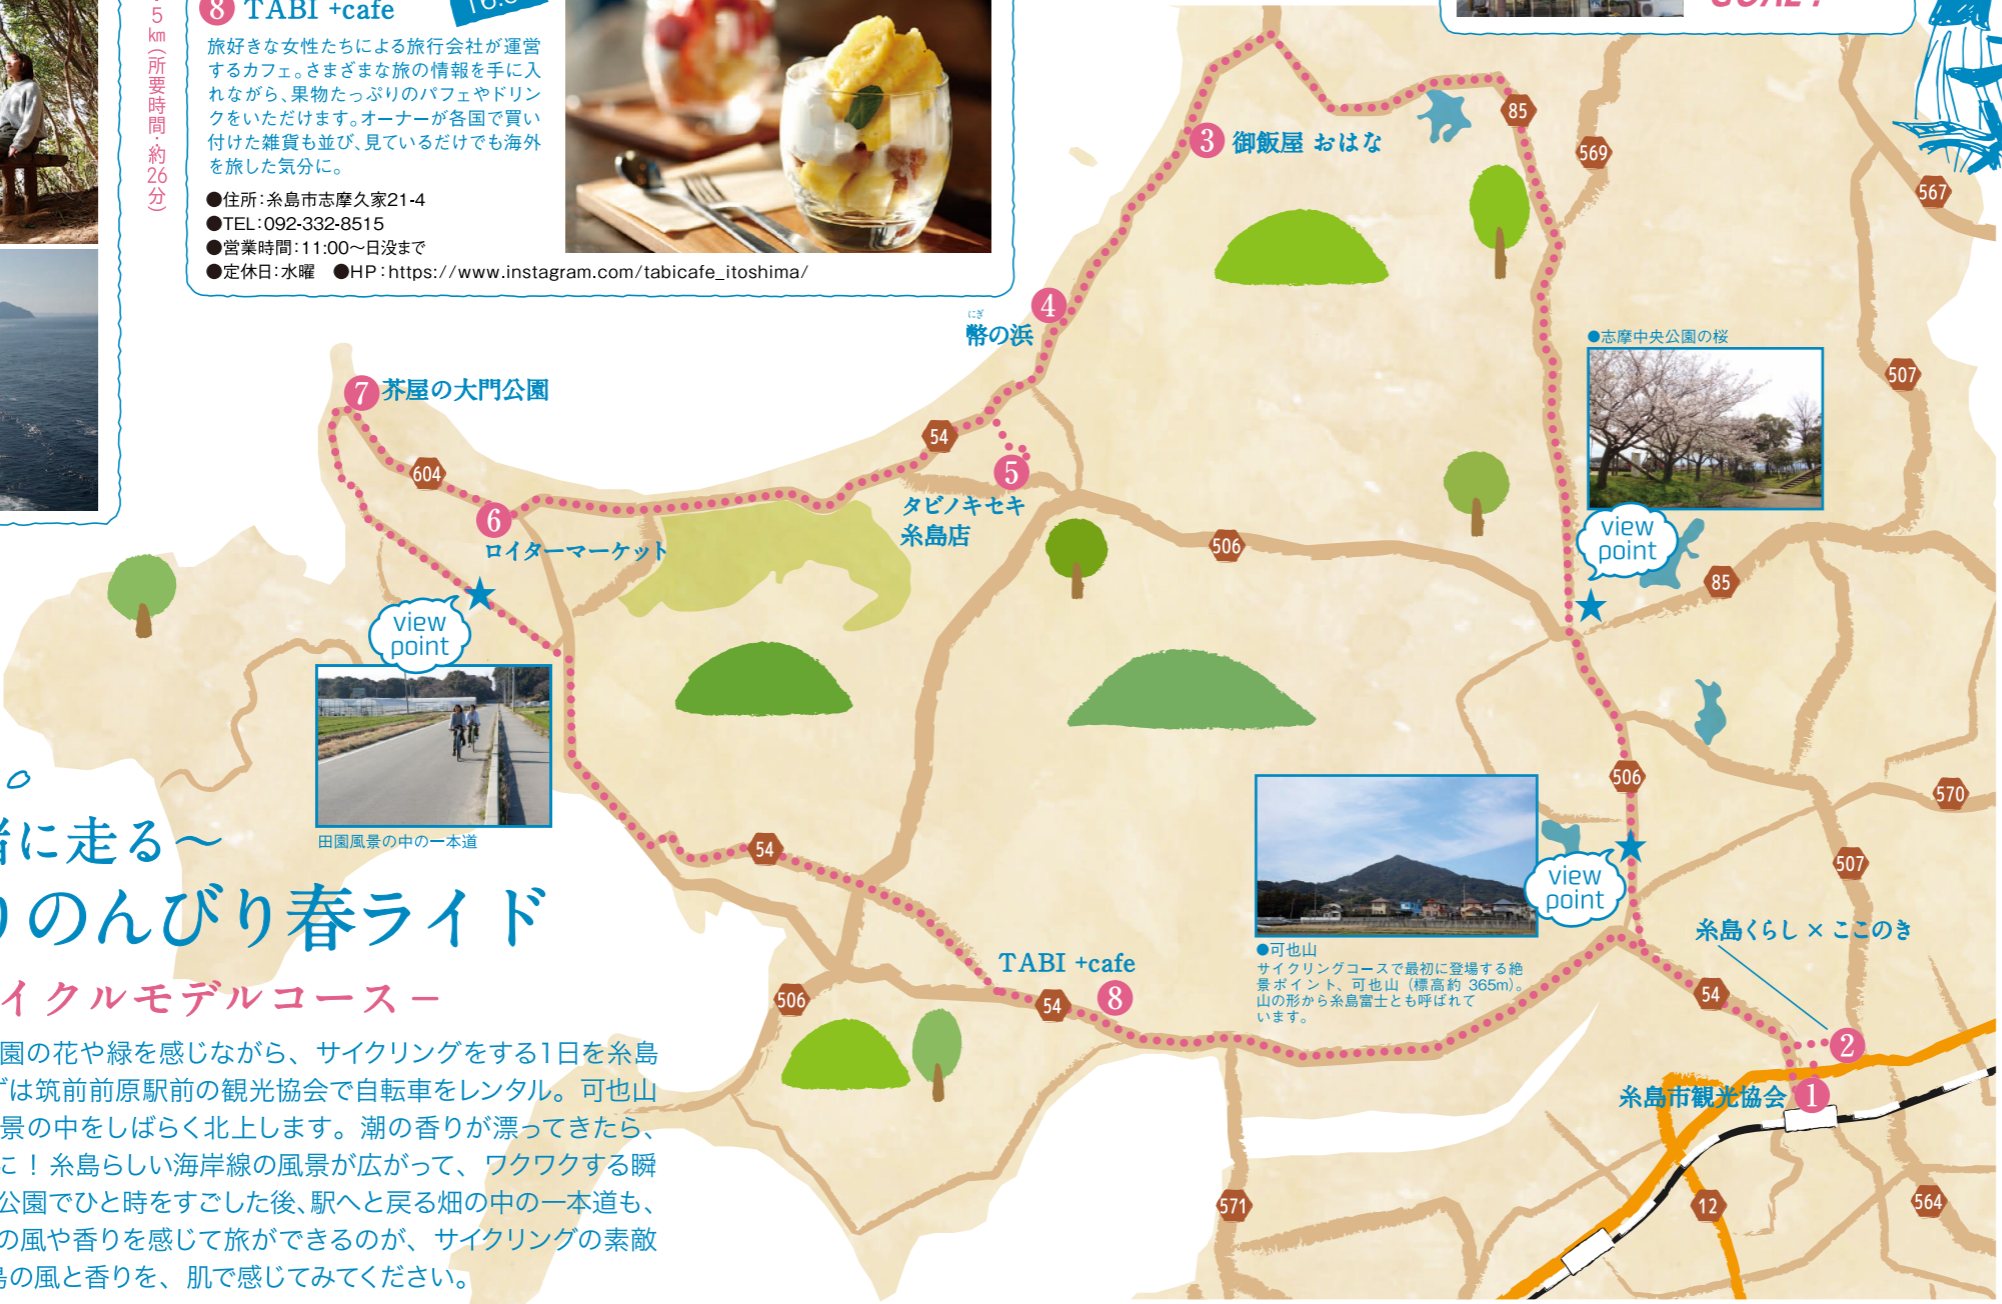 ・5km（所要時間：約26分）
8 TABI +cafe
旅好きな女性たちによる旅行会社が運営
するカフェ。さまざまな旅の情報を手に入
れながら、果物たっぷりのパフェやドリン
クをいただけます。オーナーが各国で買い
付けた雑貨も並び、見ているだけでも海外
を旅した気分に。
●住所：糸島市志摩久家21-4
●TEL：092-332-8515
●営業時間：11:00〜日没まで
●定休日：水曜　●HP：https://www.instagram.com/tabicafe_itoshima/
85
3 御飯屋 おはな
569
567
4
にぎ
幣の浜
●志摩中央公園の桜
507
7 芥屋の大門公園
54
604
5
タビノキセキ
糸島店
6
ロイターマーケット
506
view
point
85
view
point
田園風景の中の一本道
506
570
54
507
view
point
●可也山
サイクリングコースで最初に登場する絶
景ポイント、可也山（標高約 365m）。
山の形から糸島富士とも呼ばれて
います。
糸島くらし × ここのき
TABI +cafe
8
54
506
54
2
糸島市観光協会 1
571
12
564
緒に走る〜
りのんびり春ライド
イクルモデルコース－
園の花や緑を感じながら、サイクリングをする1日を糸島
ずは筑前前原駅前の観光協会で自転車をレンタル。可也山
景の中をしばらく北上します。潮の香りが漂ってきたら、
に！糸島らしい海岸線の風景が広がって、ワクワクする瞬
公園でひと時をすごした後、駅へと戻る畑の中の一本道も、
の風や香りを感じて旅ができるのが、サイクリングの素敵
島の風と香りを、肌で感じてみてください。